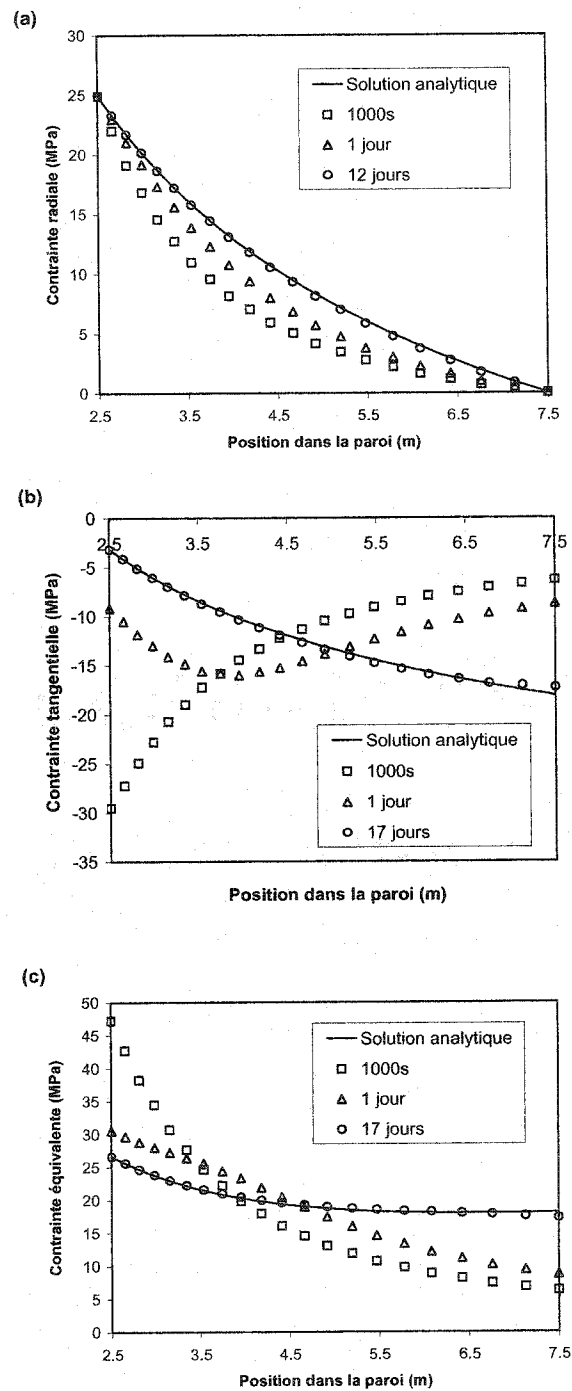 (a)
30
25
20
15
10
5
0
Contrainte radiale (MPa)
Solution analytique
1000s
1 jour
12 jours
2.5 3.5 4.5 5.5 6.5 7.5
Position dans la paroi (m)
(b)
0
-5
-10
-15
-20
-25
-30
-35
Contrainte tangentielle (MPa)
2.5 3.5 4.5 5.5 6.5 7.5
Solution analytique
1000s
1 jour
17 jours
Position dans la paroi (m)
(c)
50
45
40
35
30
25
20
15
10
5
0
Contrainte équivalente (MPa)
Solution analytique
1000s
1 jour
17 jours
2.5 3.5 4.5 5.5 6.5 7.5
Position dans la paroi (m)